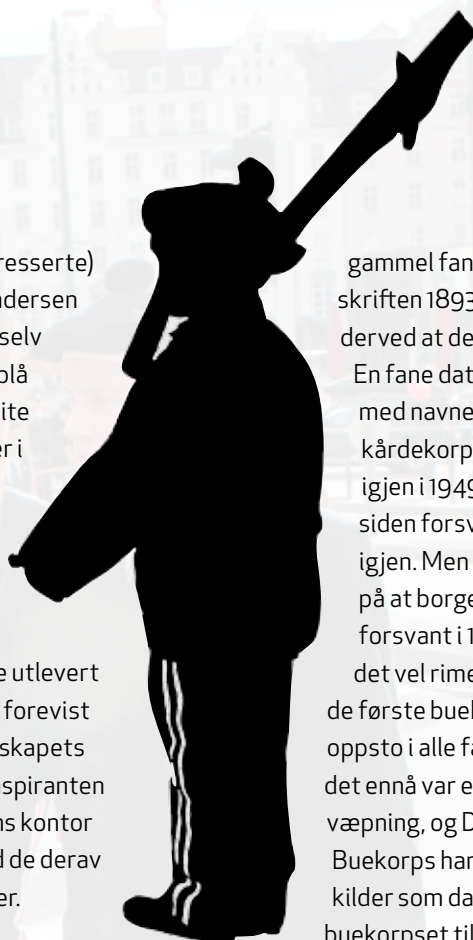 resserte)
ndersen
selv
blå
ite
er i
e utlevert
forevist
skapets
spiranten
ns kontor
d de derav
er.
gammel fan
skriften 1893
derved at de
En fane dat
med navne
kårdekorp
igjen i 1949
siden forsv
igjen. Men
på at borge
forsvant i 1
det vel rime
de første buek
oppsto i alle fa
det ennå var e
væpning, og D
Buekorps har
kilder som da
buekorpset til